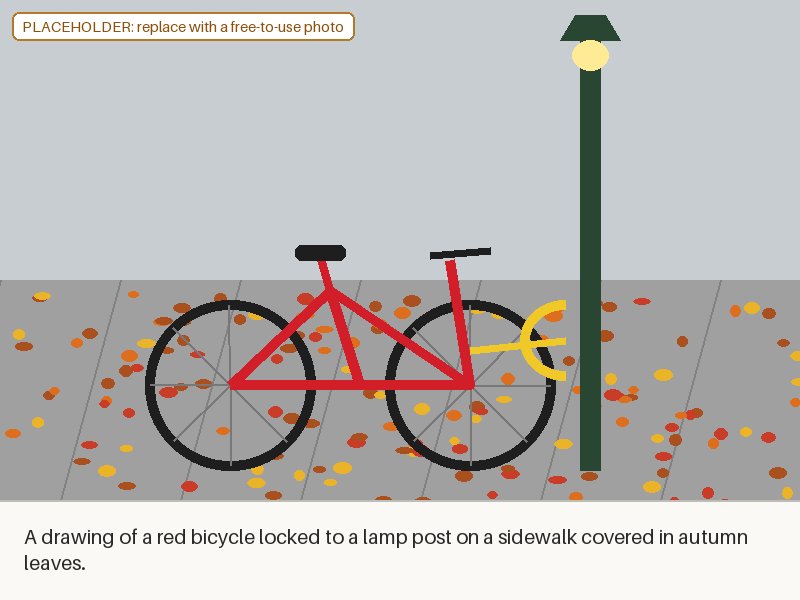 PLACEHOLDER: replace with a free-to-use photo
A drawing of a red bicycle locked to a lamp post on a sidewalk covered in autumn
leaves.